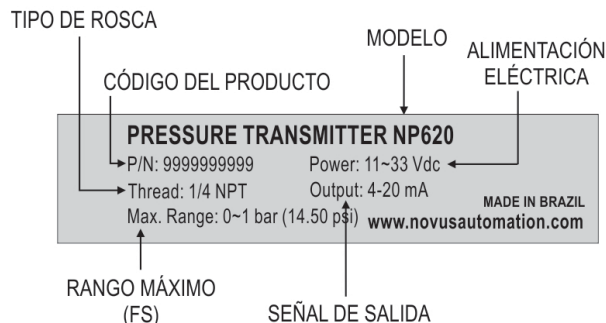 TIPO DE ROSCA
MODELO
ALIMENTACIÓN
ELÉCTRICA
CÓDIGO DEL PRODUCTO
PRESSURE TRANSMITTER NP620
P/N: 9999999999
Power: 11~33 Vdc
Thread: 1/4 NPT
Output: 4-20 mA
MADE IN BRAZIL
Max. Range: 0~1 bar (14.50 psi)
www.novusautomation.com
RANGO MÁXIMO
(FS)
SEÑAL DE SALIDA